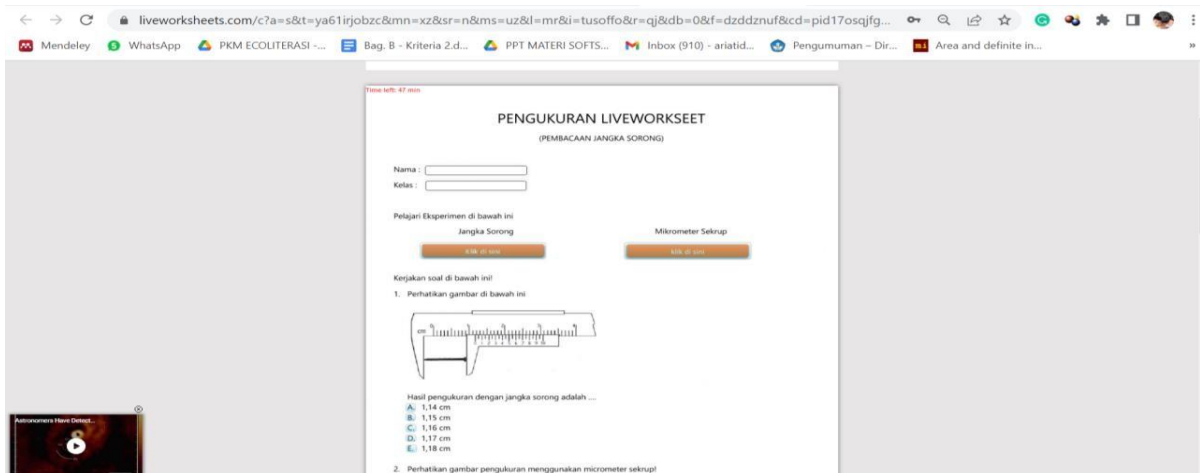 liveworksheets.com/c?a=s&t=ya61irjobzc&mn=xz&sr=n&ms=uz&l=mr&i=tusoffo&r=qj&db=0&f=dzddznuf&cd=pid17osqjfg...
Mendeley WhatsApp PKM ECOLITERASI -... Bag. B - Kriteria 2.d... PPT MATERI SOFTS... Inbox (910) - ariatid... Pengumuman – Dir... Area and definite in... »
Time left: 47 min
PENGUKURAN LIVEWORKSEET
(PEMBACAAN JANGKA SORONG)
Nama :
Kelas :
Pelajari Eksperimen di bawah ini
Jangka Sorong Mikrometer Sekrup
Klik di sini klik di sini
Kerjakan soal di bawah ini!
1. Perhatikan gambar di bawah ini
cm
Hasil pengukuran dengan jangka sorong adalah ...
A. 1,14 cm
B. 1,15 cm
C. 1,16 cm
D. 1,17 cm
E. 1,18 cm
Astronomers Have Detect...
2. Perhatikan gambar pengukuran menggunakan micrometer sekrup!